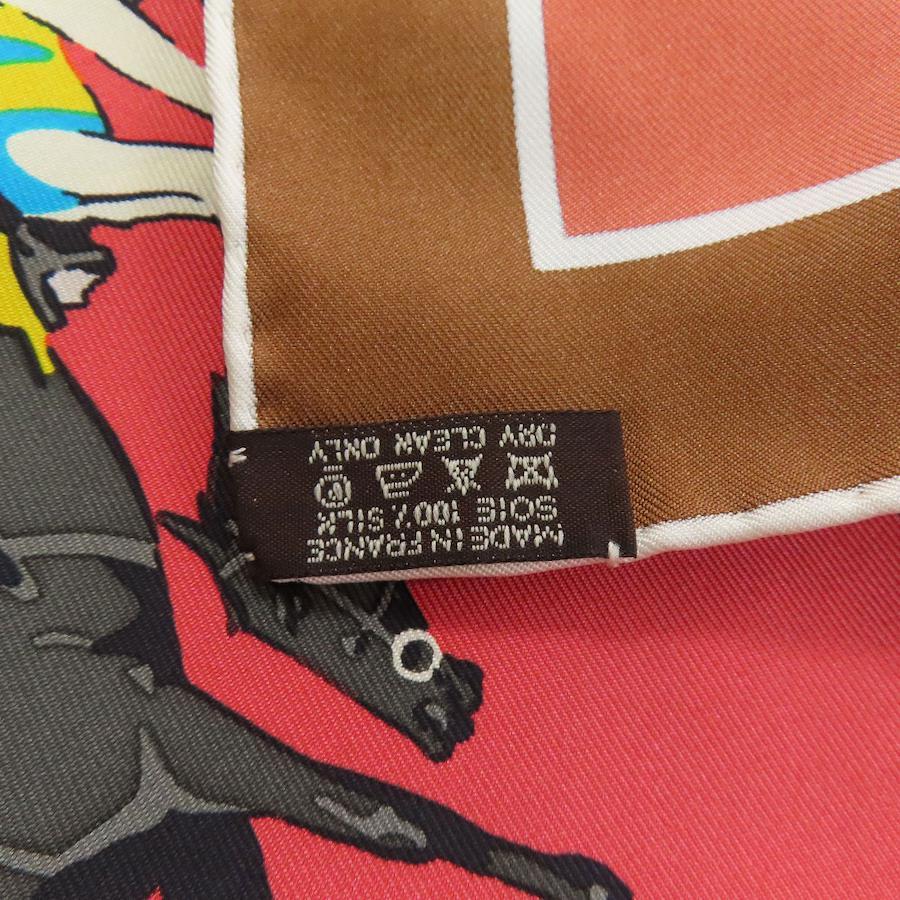 MADE IN FRANCE
SOIE 100% SILK
DRY CLEAN ONLY